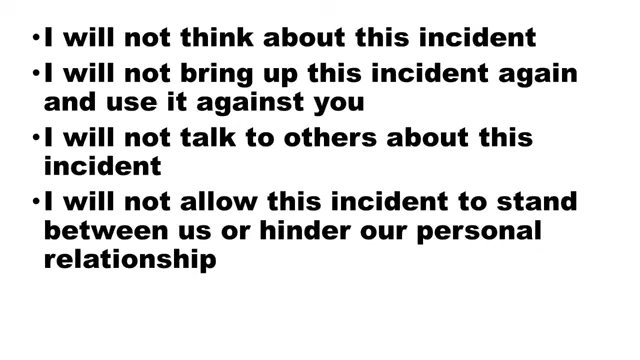 •I will not think about this incident
•I will not bring up this incident again
and use it against you
•I will not talk to others about this
incident
•I will not allow this incident to stand
between us or hinder our personal
relationship